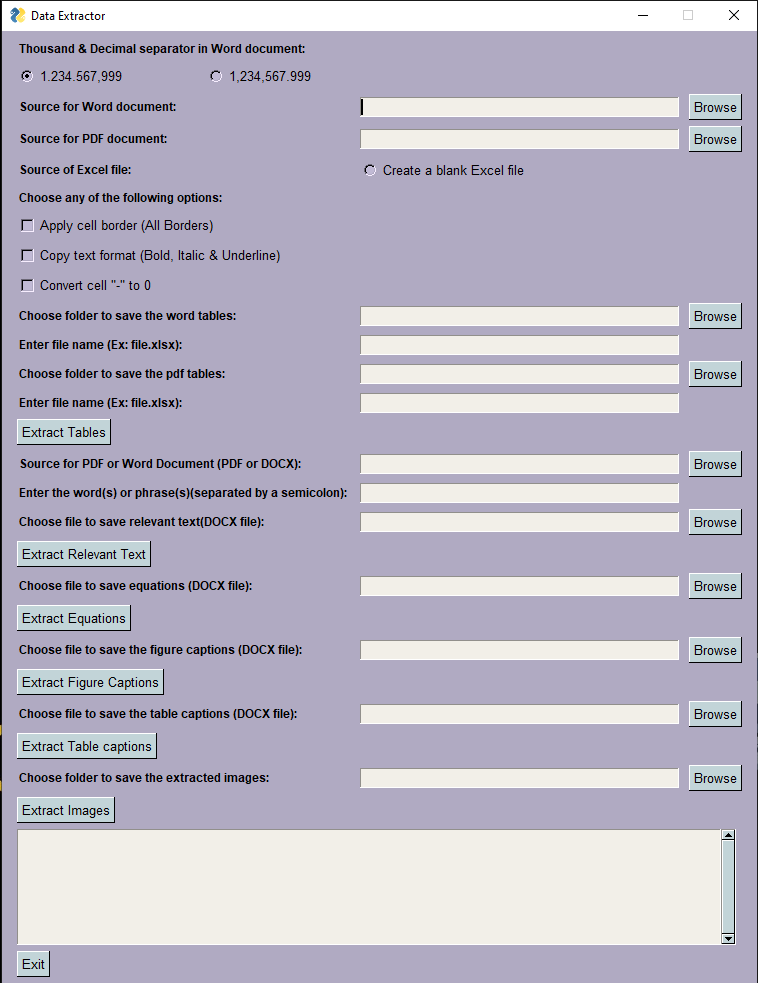 Data Extractor
Thousand & Decimal separator in Word document:
1.234.567,999 1,234,567.999
Source for Word document: Browse
Source for PDF document: Browse
Source of Excel file: Create a blank Excel file
Choose any of the following options:
Apply cell border (All Borders)
Copy text format (Bold, Italic & Underline)
Convert cell "-" to 0
Choose folder to save the word tables: Browse
Enter file name (Ex: file.xlsx):
Choose folder to save the pdf tables: Browse
Enter file name (Ex: file.xlsx):
Extract Tables
Source for PDF or Word Document (PDF or DOCX): Browse
Enter the word(s) or phrase(s)(separated by a semicolon):
Choose file to save relevant text(DOCX file): Browse
Extract Relevant Text
Choose file to save equations (DOCX file): Browse
Extract Equations
Choose file to save the figure captions (DOCX file): Browse
Extract Figure Captions
Choose file to save the table captions (DOCX file): Browse
Extract Table captions
Choose folder to save the extracted images: Browse
Extract Images
Exit